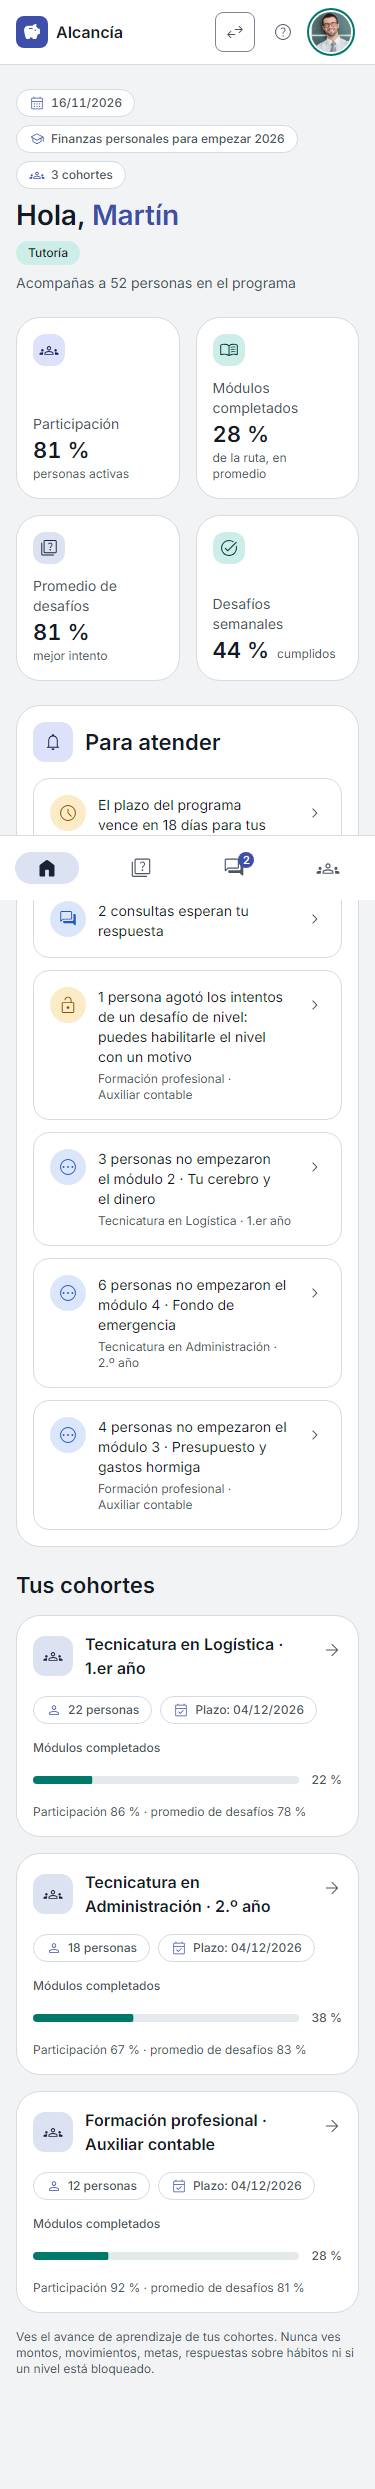 Alcancía
16/11/2026
Finanzas personales para empezar 2026
3 cohortes
Hola, Martín
Tutoría
Acompañas a 52 personas en el programa
Participación
81 %
personas activas
Módulos
completados
28 %
de la ruta, en
promedio
Promedio de
desafíos
81 %
mejor intento
Desafíos
semanales
44 % cumplidos
Para atender
El plazo del programa
vence en 18 días para tus
2
2 consultas esperan tu
respuesta
1 persona agotó los intentos
de un desafío de nivel:
puedes habilitarle el nivel
con un motivo
Formación profesional ·
Auxiliar contable
3 personas no empezaron
el módulo 2 · Tu cerebro y
el dinero
Tecnicatura en Logística · 1.er año
6 personas no empezaron el
módulo 4 · Fondo de
emergencia
Tecnicatura en Administración ·
2.º año
4 personas no empezaron el
módulo 3 · Presupuesto y
gastos hormiga
Formación profesional ·
Auxiliar contable
Tus cohortes
Tecnicatura en Logística ·
1.er año
22 personas
Plazo: 04/12/2026
Módulos completados
22 %
Participación 86 % · promedio de desafíos 78 %
Tecnicatura en
Administración · 2.º año
18 personas
Plazo: 04/12/2026
Módulos completados
38 %
Participación 67 % · promedio de desafíos 83 %
Formación profesional ·
Auxiliar contable
12 personas
Plazo: 04/12/2026
Módulos completados
28 %
Participación 92 % · promedio de desafíos 81 %
Ves el avance de aprendizaje de tus cohortes. Nunca ves
montos, movimientos, metas, respuestas sobre hábitos ni si
un nivel está bloqueado.